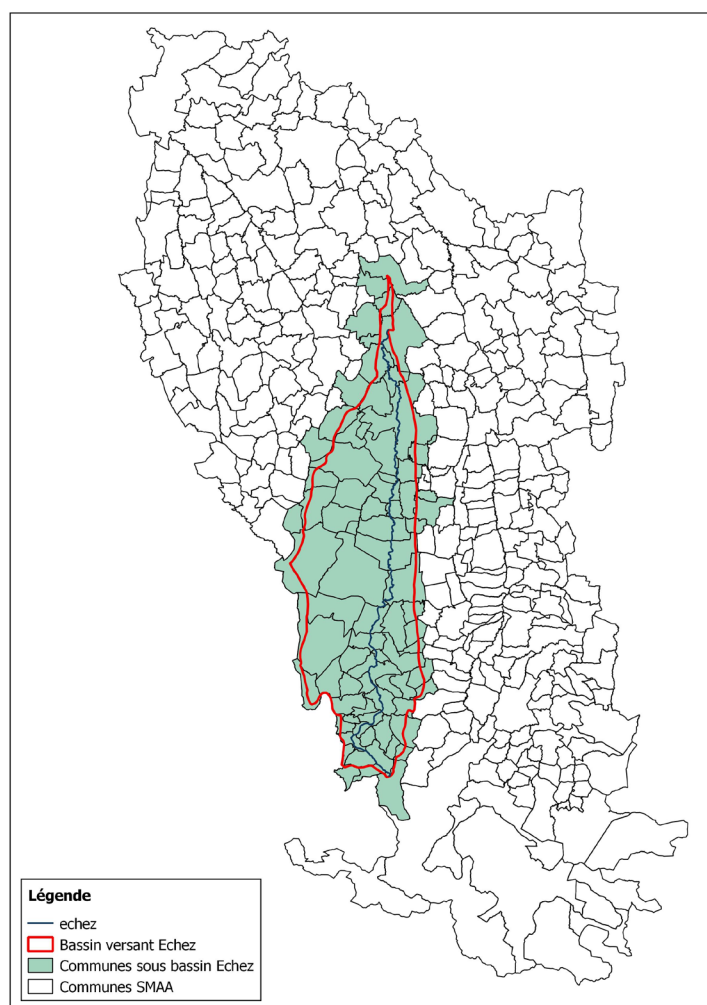 Légende
echez
Bassin versant Echez
Communes sous bassin Echez
Communes SMAA